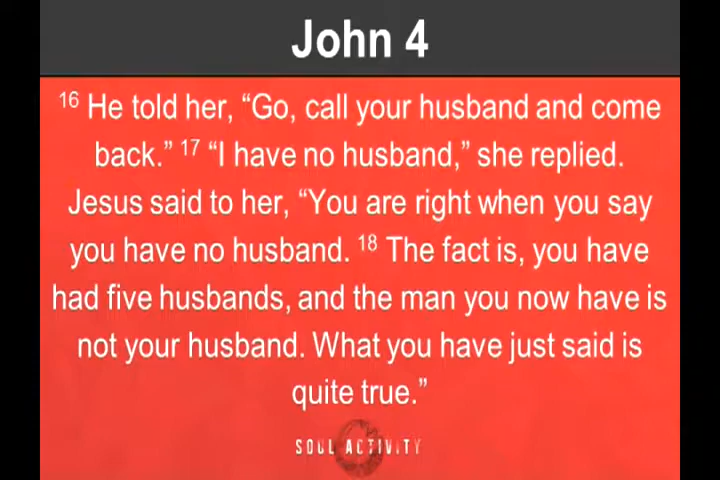 John 4
16 He told her, “Go, call your husband and come
back.” 17 “I have no husband,” she replied.
Jesus said to her, “You are right when you say
you have no husband. 18 The fact is, you have
had five husbands, and the man you now have is
not your husband. What you have just said is
quite true.”
SOUL ACTIVITY